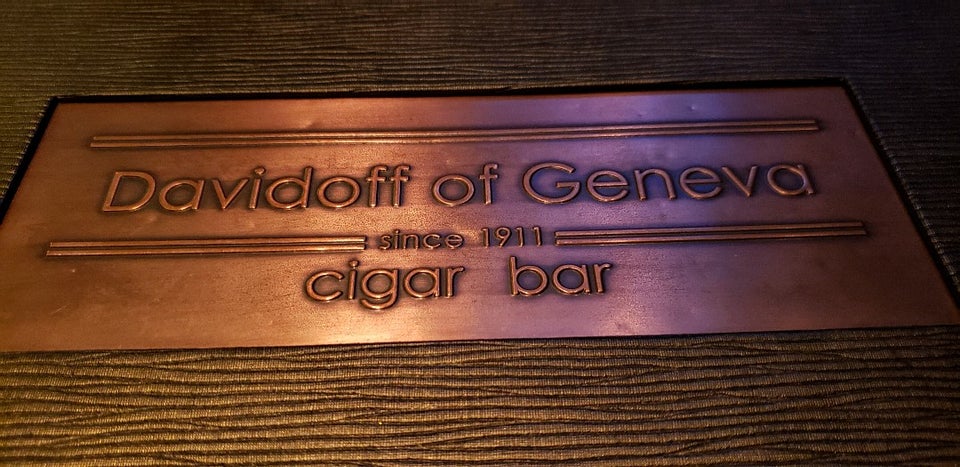 Davidoff of Geneva
since 1911
cigar bar